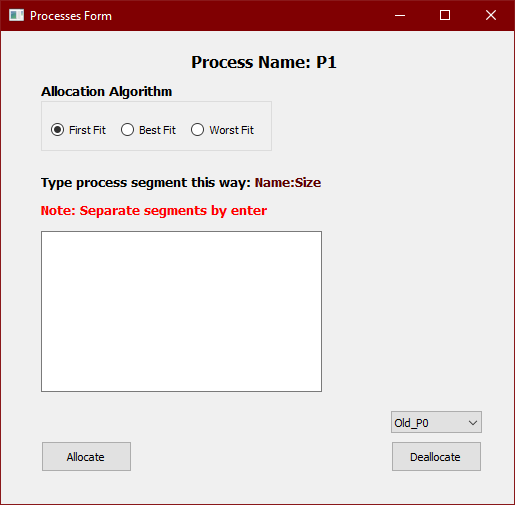 Processes Form
Process Name: P1
Allocation Algorithm
First Fit Best Fit Worst Fit
Type process segment this way: Name:Size
Note: Separate segments by enter
Old_P0
Allocate Deallocate